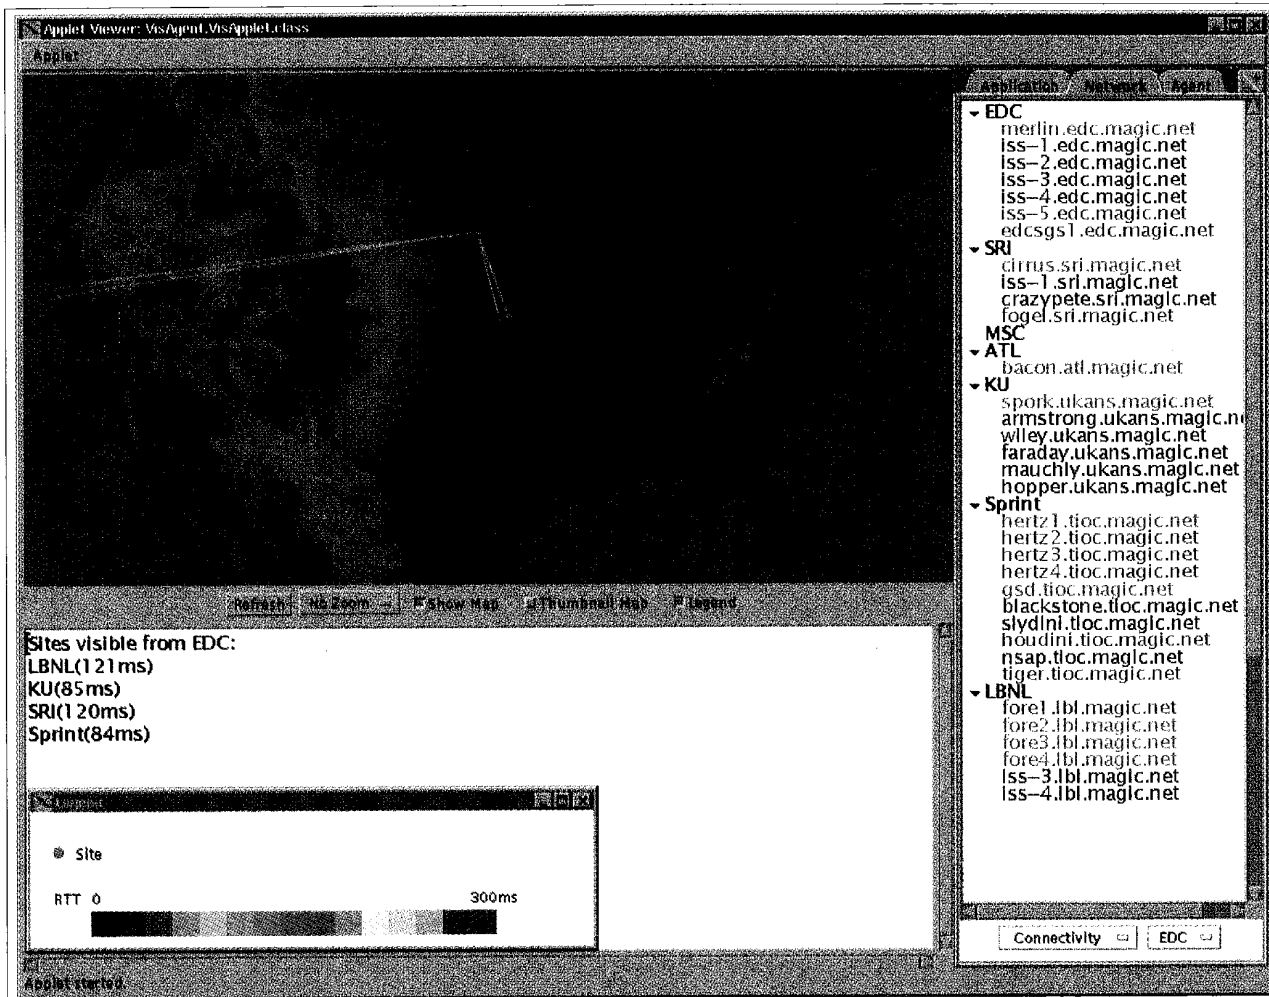 Applet Viewer: VisAgent.VisApplet.class
Applet
Application Network Agent
EDC
merlin.edc.magic.net
iss-1.edc.magic.net
iss-2.edc.magic.net
iss-3.edc.magic.net
iss-4.edc.magic.net
iss-5.edc.magic.net
edcsgs1.edc.magic.net
SRI
cirrus.sri.magic.net
iss-1.sri.magic.net
crazypete.sri.magic.net
fogel.sri.magic.net
MSC
ATL
bacon.atl.magic.net
KU
spork.ukans.magic.net
armstrong.ukans.magic.n
wiley.ukans.magic.net
faraday.ukans.magic.net
mauchly.ukans.magic.net
hopper.ukans.magic.net
Sprint
hertz1.tioc.magic.net
hertz2.tioc.magic.net
hertz3.tioc.magic.net
hertz4.tioc.magic.net
gsd.tioc.magic.net
blackstone.tioc.magic.net
slydini.tioc.magic.net
houdini.tioc.magic.net
nsap.tioc.magic.net
tiger.tioc.magic.net
LBNL
fore1.lbl.magic.net
fore2.lbl.magic.net
fore3.lbl.magic.net
fore4.lbl.magic.net
iss-3.lbl.magic.net
iss-4.lbl.magic.net
Connectivity EDC
Refresh No Zoom Show Map Thumbnail Map Legend
Sites visible from EDC:
LBNL(121ms)
KU(85ms)
SRI(120ms)
Sprint(84ms)
Legend
Site
RTT 0 300ms
Applet started.